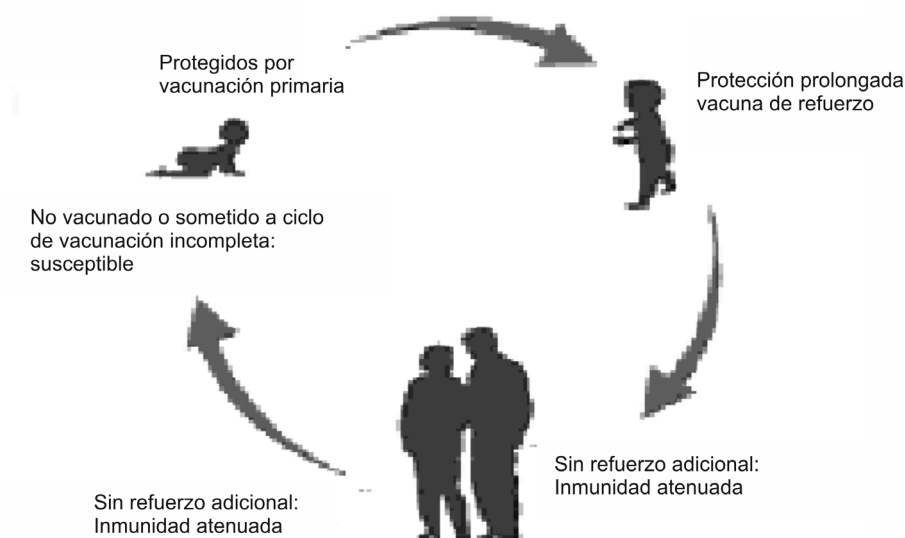 Protegidos por
vacunación primaria
Protección prolongada
vacuna de refuerzo
No vacunado o sometido a ciclo
de vacunación incompleta:
susceptible
Sin refuerzo adicional:
Inmunidad atenuada
Sin refuerzo adicional:
Inmunidad atenuada